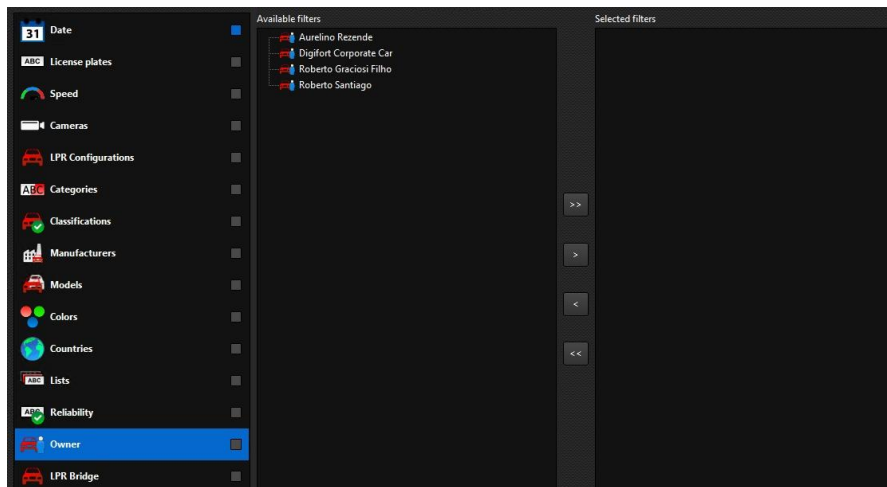 31 Date
ABC License plates
Speed
Cameras
LPR Configurations
ABC Categories
Classifications
Manufacturers
Models
Colors
Countries
ABC Lists
ABC Reliability
Owner
LPR Bridge
Available filters
Aurelino Rezende
Digifort Corporate Car
Roberto Graciosi Filho
Roberto Santiago
>>
>
<
<<
Selected filters